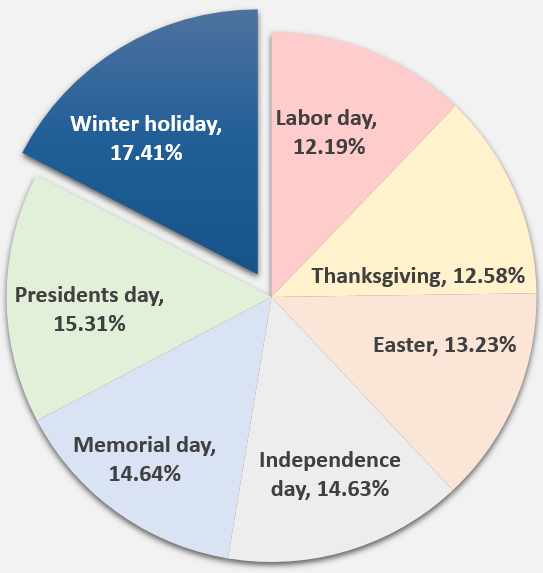 Winter holiday,
17.41%
Labor day,
12.19%
Thanksgiving, 12.58%
Easter, 13.23%
Independence
day, 14.63%
Memorial day,
14.64%
Presidents day,
15.31%